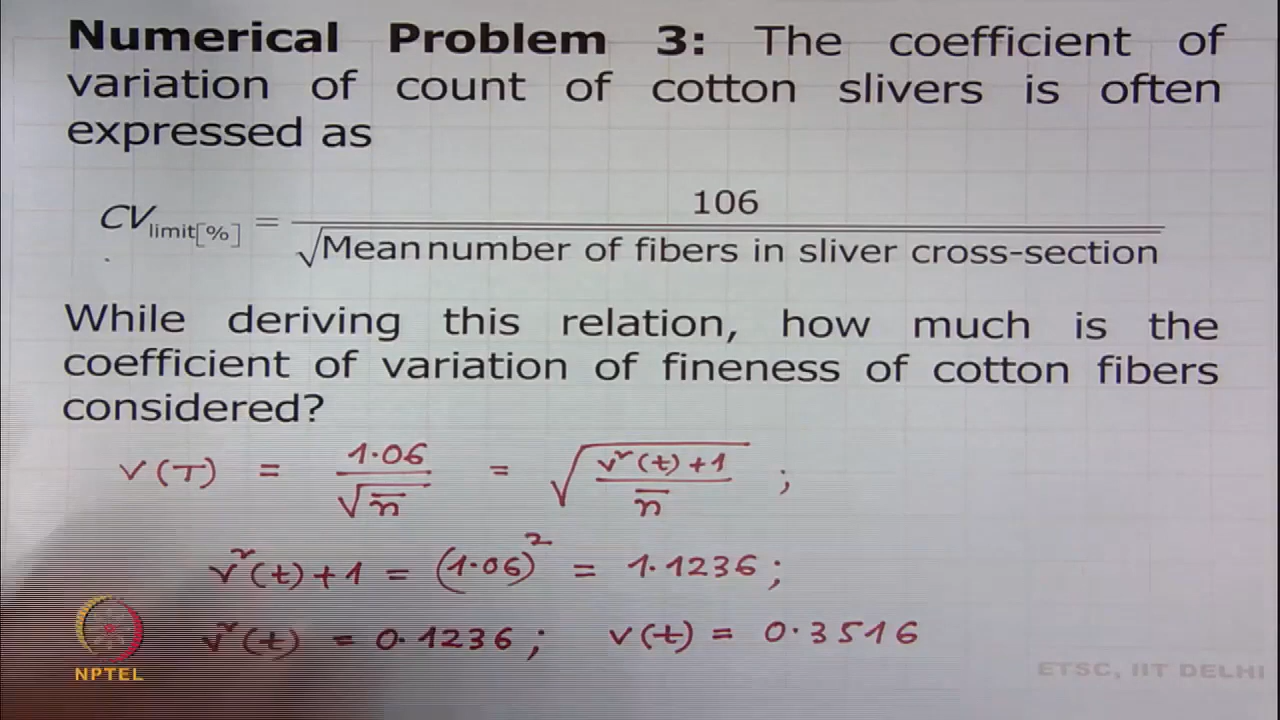 Numerical Problem 3: The coefficient of
variation of count of cotton slivers is often
expressed as
CV limit[%] = 106 / √Mean number of fibers in sliver cross-section
While deriving this relation, how much is the
coefficient of variation of fineness of cotton fibers
considered?
v(T) = 1.06 / √n̅ = √((v²(t)+1) / n̅) ;
v²(t)+1 = (1.06)² = 1.1236 ;
v²(t) = 0.1236 ; v(t) = 0.3516
NPTEL
ETSC, IIT DELHI